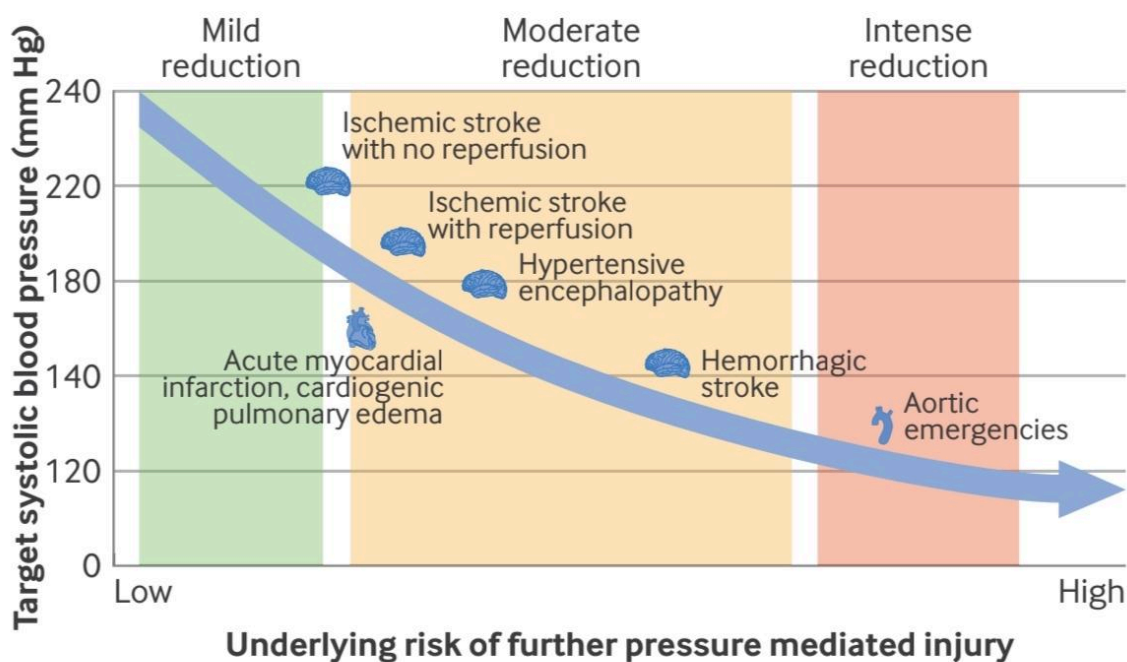 Mild
reduction
Moderate
reduction
Intense
reduction
Target systolic blood pressure (mm Hg)
240
220
180
140
120
0
Ischemic stroke
with no reperfusion
Ischemic stroke
with reperfusion
Hypertensive
encephalopathy
Acute myocardial
infarction, cardiogenic
pulmonary edema
Hemorrhagic
stroke
Aortic
emergencies
Low
High
Underlying risk of further pressure mediated injury